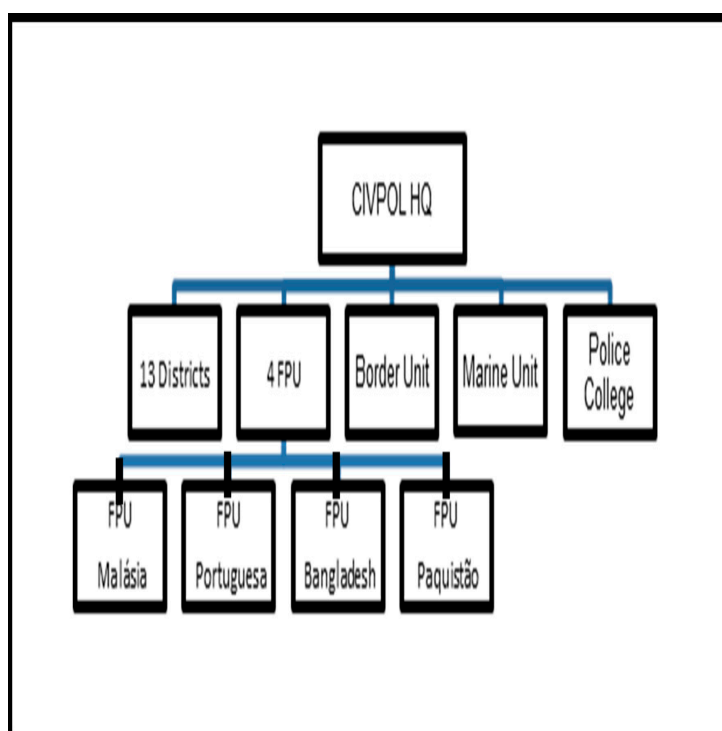 CIVPOL HQ
13 Districts
4 FPU
Border Unit
Marine Unit
Police
College
FPU
Malásia
FPU
Portuguesa
FPU
Bangladesh
FPU
Paquistão